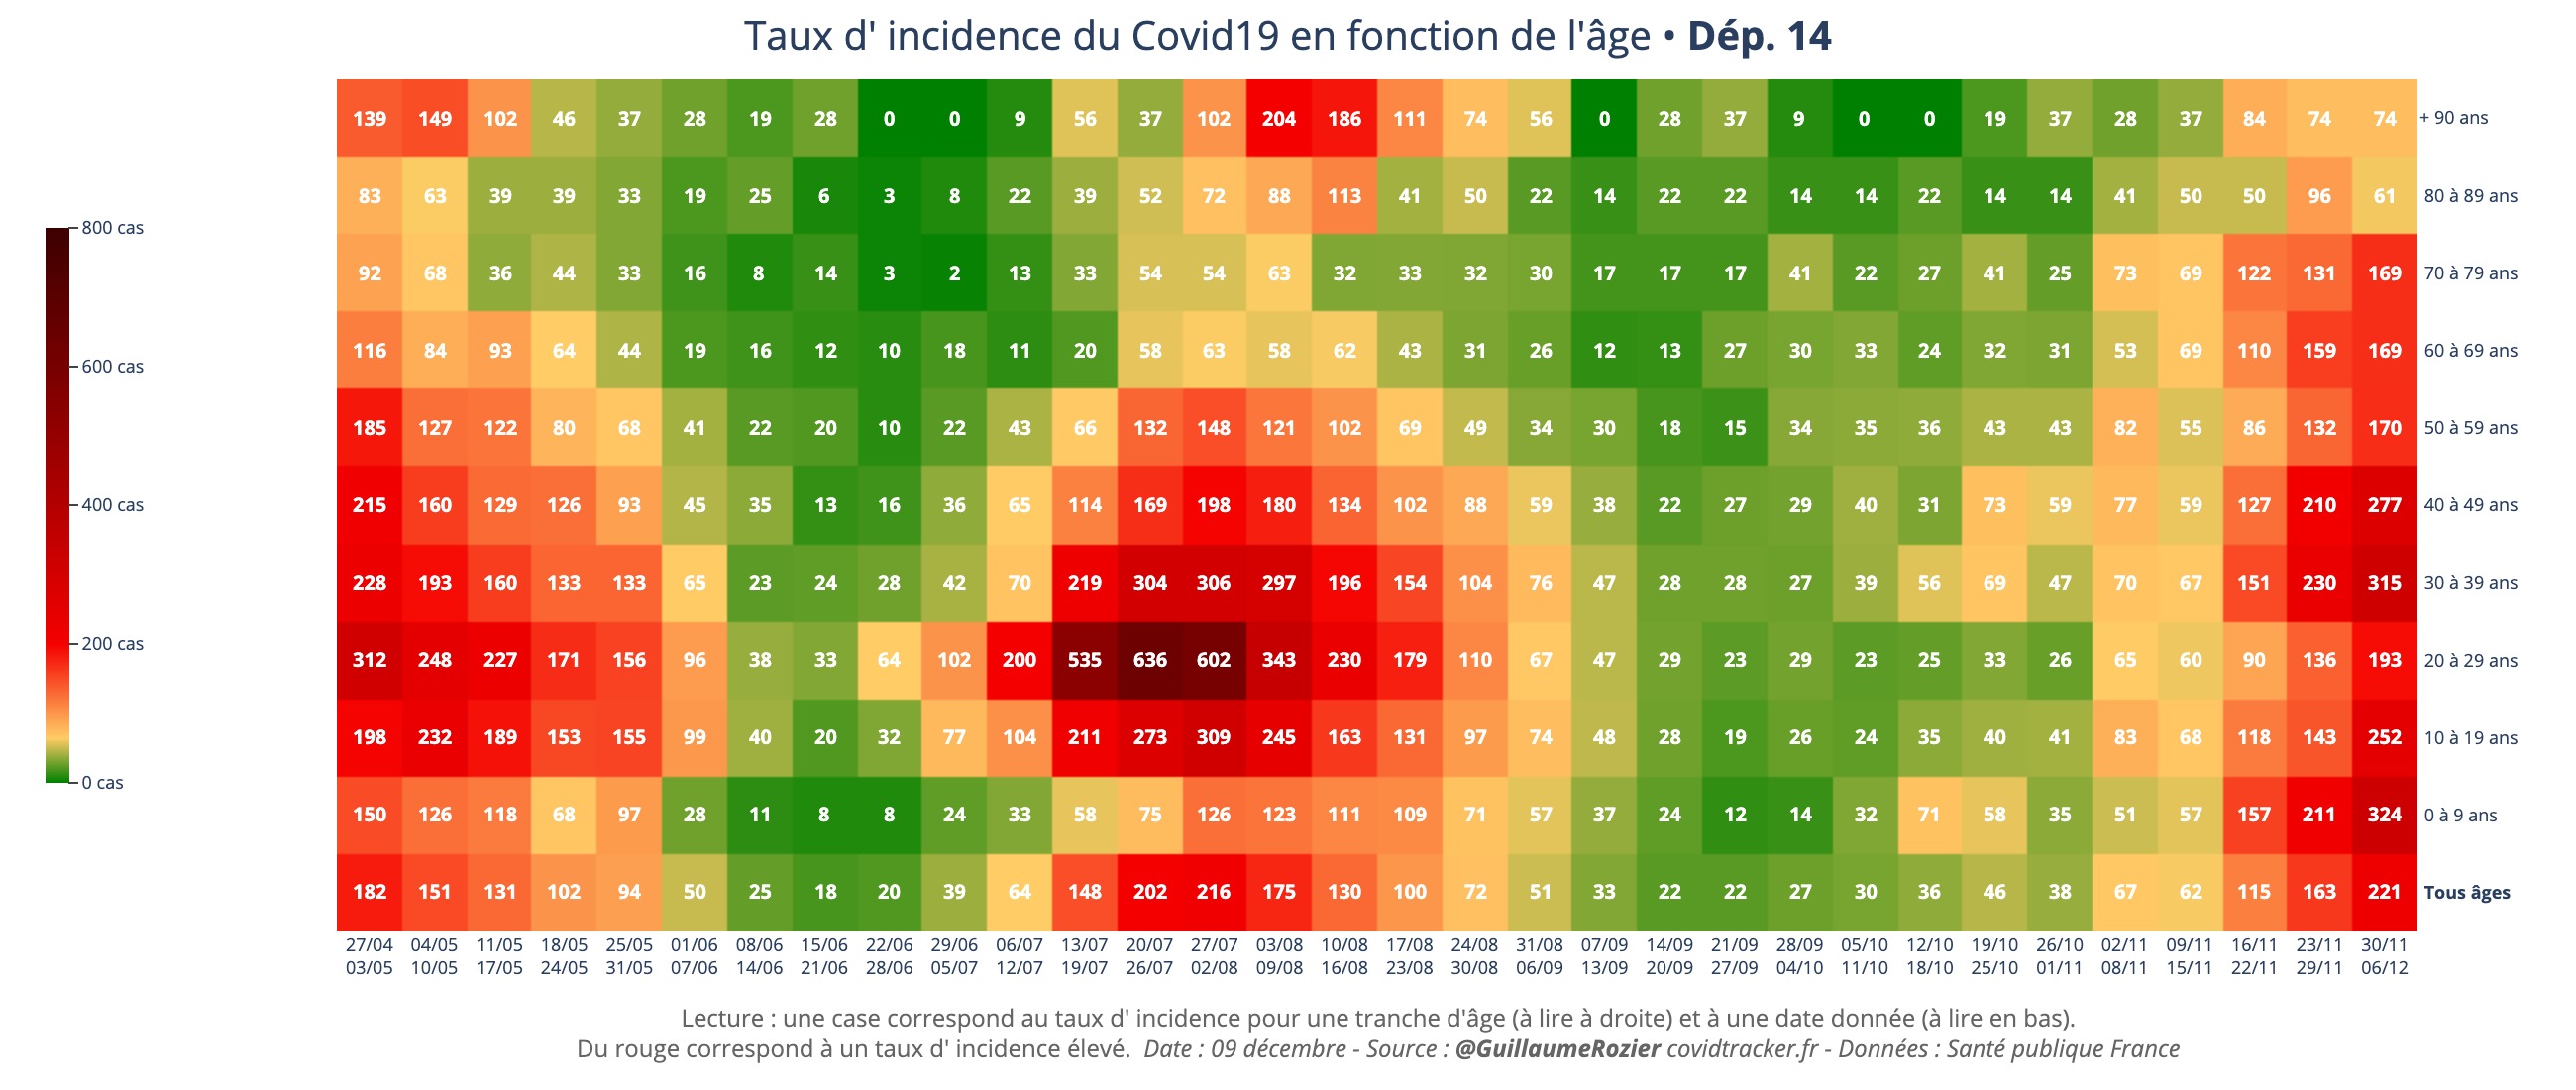 Taux d' incidence du Covid19 en fonction de l'âge • Dép. 14
800 cas
600 cas
400 cas
200 cas
0 cas
139 149 102 46 37 28 19 28 0 0 9 56 37 102 204 186 111 74 56 0 28 37 9 0 0 19 37 28 37 84 74 74 + 90 ans
83 63 39 39 33 19 25 6 3 8 22 39 52 72 88 113 41 50 22 14 22 22 14 14 22 14 14 41 50 50 96 61 80 à 89 ans
92 68 36 44 33 16 8 14 3 2 13 33 54 54 63 32 33 32 30 17 17 17 41 22 27 41 25 73 69 122 131 169 70 à 79 ans
116 84 93 64 44 19 16 12 10 18 11 20 58 63 58 62 43 31 26 12 13 27 30 33 24 32 31 53 69 110 159 169 60 à 69 ans
185 127 122 80 68 41 22 20 10 22 43 66 132 148 121 102 69 49 34 30 18 15 34 35 36 43 43 82 55 86 132 170 50 à 59 ans
215 160 129 126 93 45 35 13 16 36 65 114 169 198 180 134 102 88 59 38 22 27 29 40 31 73 59 77 59 127 210 277 40 à 49 ans
228 193 160 133 133 65 23 24 28 42 70 219 304 306 297 196 154 104 76 47 28 28 27 39 56 69 47 70 67 151 230 315 30 à 39 ans
312 248 227 171 156 96 38 33 64 102 200 535 636 602 343 230 179 110 67 47 29 23 29 23 25 33 26 65 60 90 136 193 20 à 29 ans
198 232 189 153 155 99 40 20 32 77 104 211 273 309 245 163 131 97 74 48 28 19 26 24 35 40 41 83 68 118 143 252 10 à 19 ans
150 126 118 68 97 28 11 8 8 24 33 58 75 126 123 111 109 71 57 37 24 12 14 32 71 58 35 51 57 157 211 324 0 à 9 ans
182 151 131 102 94 50 25 18 20 39 64 148 202 216 175 130 100 72 51 33 22 22 27 30 36 46 38 67 62 115 163 221 Tous âges
27/04 04/05 11/05 18/05 25/05 01/06 08/06 15/06 22/06 29/06 06/07 13/07 20/07 27/07 03/08 10/08 17/08 24/08 31/08 07/09 14/09 21/09 28/09 05/10 12/10 19/10 26/10 02/11 09/11 16/11 23/11 30/11
03/05 10/05 17/05 24/05 31/05 07/06 14/06 21/06 28/06 05/07 12/07 19/07 26/07 02/08 09/08 16/08 23/08 30/08 06/09 13/09 20/09 27/09 04/10 11/10 18/10 25/10 01/11 08/11 15/11 22/11 29/11 06/12
Lecture : une case correspond au taux d' incidence pour une tranche d'âge (à lire à droite) et à une date donnée (à lire en bas).
Du rouge correspond à un taux d' incidence élevé. Date : 09 décembre - Source : @GuillaumeRozier covidtracker.fr - Données : Santé publique France